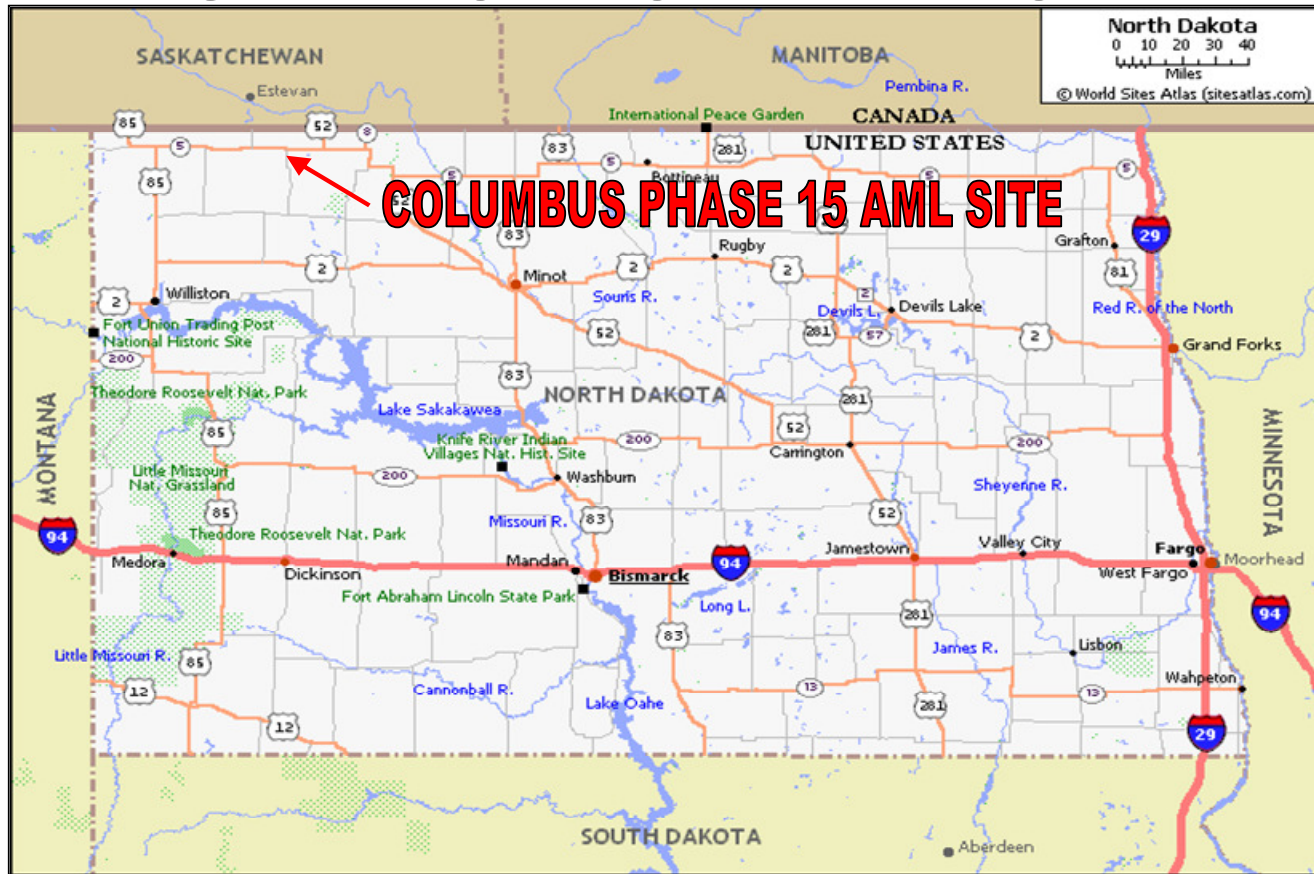 North Dakota
0 10 20 30 40
Miles
© World Sites Atlas (sitesatlas.com)
SASKATCHEWAN
MANITOBA
Estevan
Pembina R.
International Peace Garden
CANADA
UNITED STATES
85
52
8
5
83
5
281
Bottineau
5
5
85
5
52
COLUMBUS PHASE 15 AML SITE
29
83
Rugby
Grafton
81
2
Minot
2
2
2
Williston
Souris R.
Devils L.
Devils Lake
Red R. of the North
2
Fort Union Trading Post
National Historic Site
52
281
57
2
Grand Forks
200
83
Theodore Roosevelt Nat. Park
NORTH DAKOTA
MONTANA
MINNESOTA
Lake Sakakawea
281
85
52
Knife River Indian
Villages Nat. Hist. Site
200
Carrington
200
Little Missouri
Nat. Grassland
200
Washburn
Sheyenne R.
85
Missouri R.
83
52
94
Theodore Roosevelt Nat. Park
Medora
Dickinson
Mandan
Bismarck
94
Jamestown
Valley City
Fargo
West Fargo
Moorhead
Fort Abraham Lincoln State Park
Long L.
94
83
281
James R.
Lisbon
Little Missouri R.
85
12
Cannonball R.
Lake Oahe
13
13
Wahpeton
281
12
29
SOUTH DAKOTA
Aberdeen